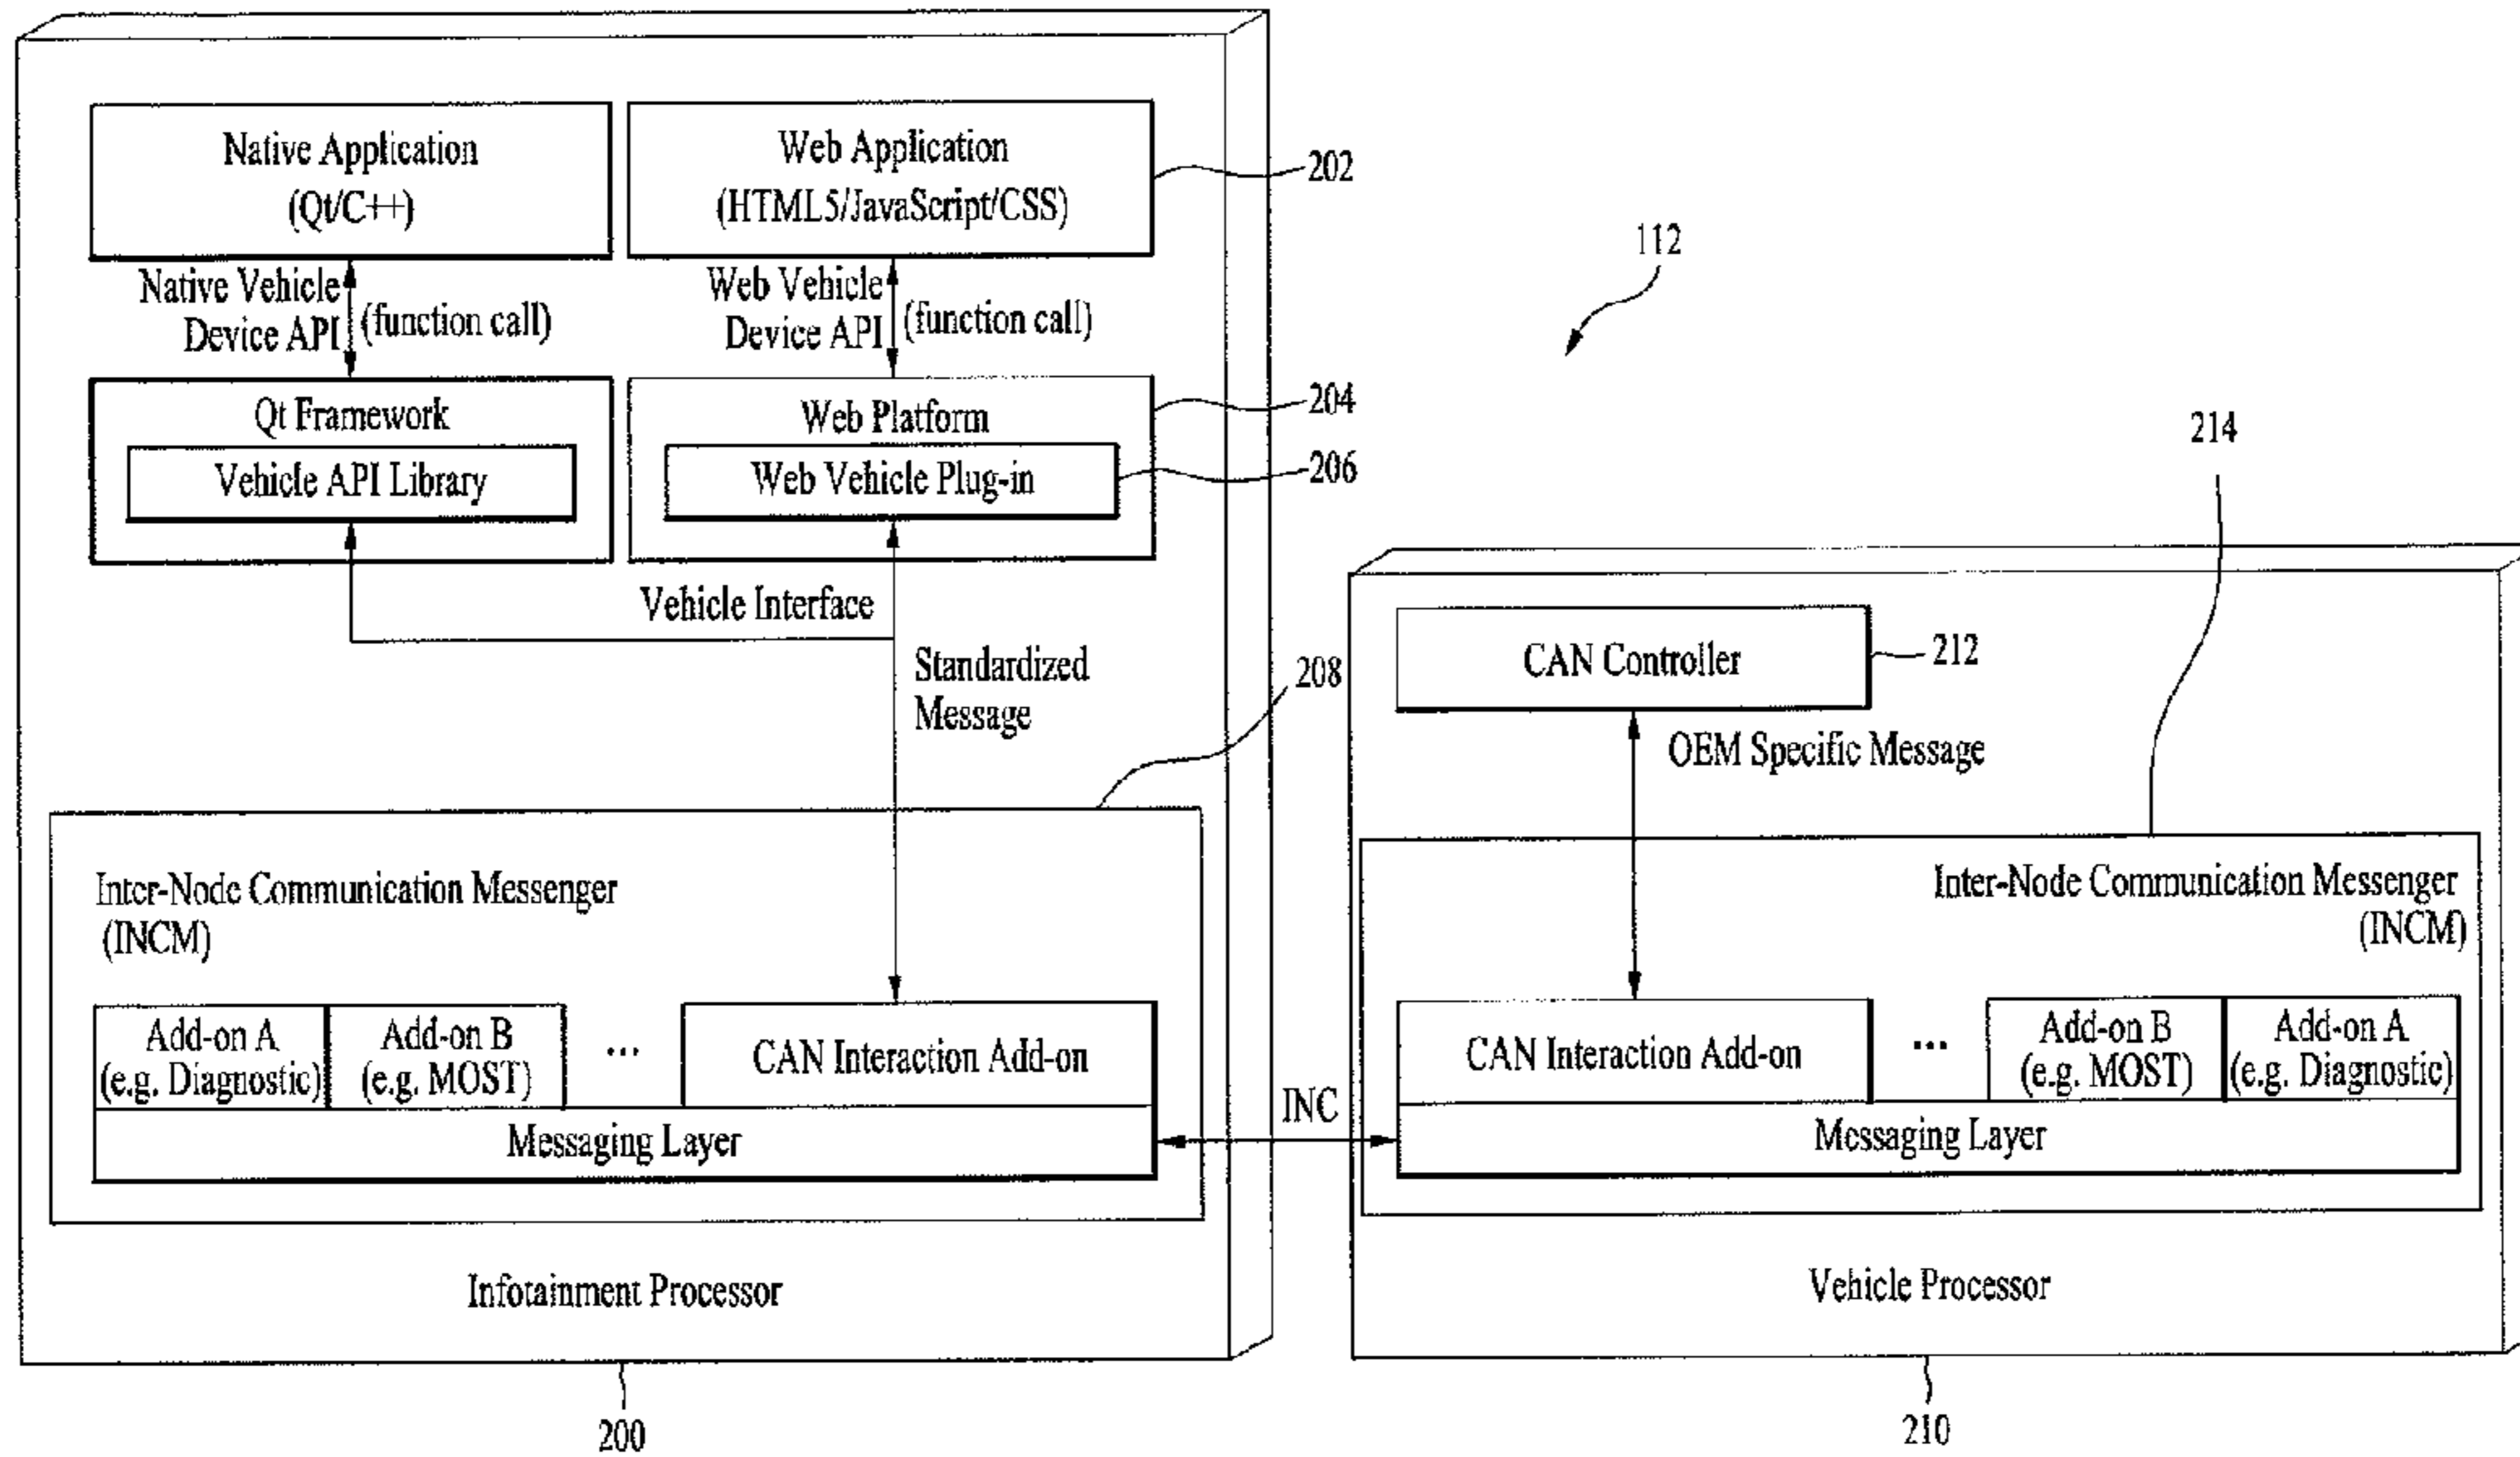 Native Application
(Qt/C++)
Web Application
(HTML5/JavaScript/CSS)
202
112
Native Vehicle
Device API
(function call)
Web Vehicle
Device API
(function call)
Qt Framework
Vehicle API Library
Web Platform
Web Vehicle Plug-in
204
206
214
Vehicle Interface
Standardized
Message
208
CAN Controller
212
OEM Specific Message
Inter-Node Communication Messenger
(INCM)
Inter-Node Communication Messenger
(INCM)
Add-on A
(e.g. Diagnostic)
Add-on B
(e.g. MOST)
...
CAN Interaction Add-on
Messaging Layer
INC
CAN Interaction Add-on
...
Add-on B
(e.g. MOST)
Add-on A
(e.g. Diagnostic)
Messaging Layer
Infotainment Processor
Vehicle Processor
200
210